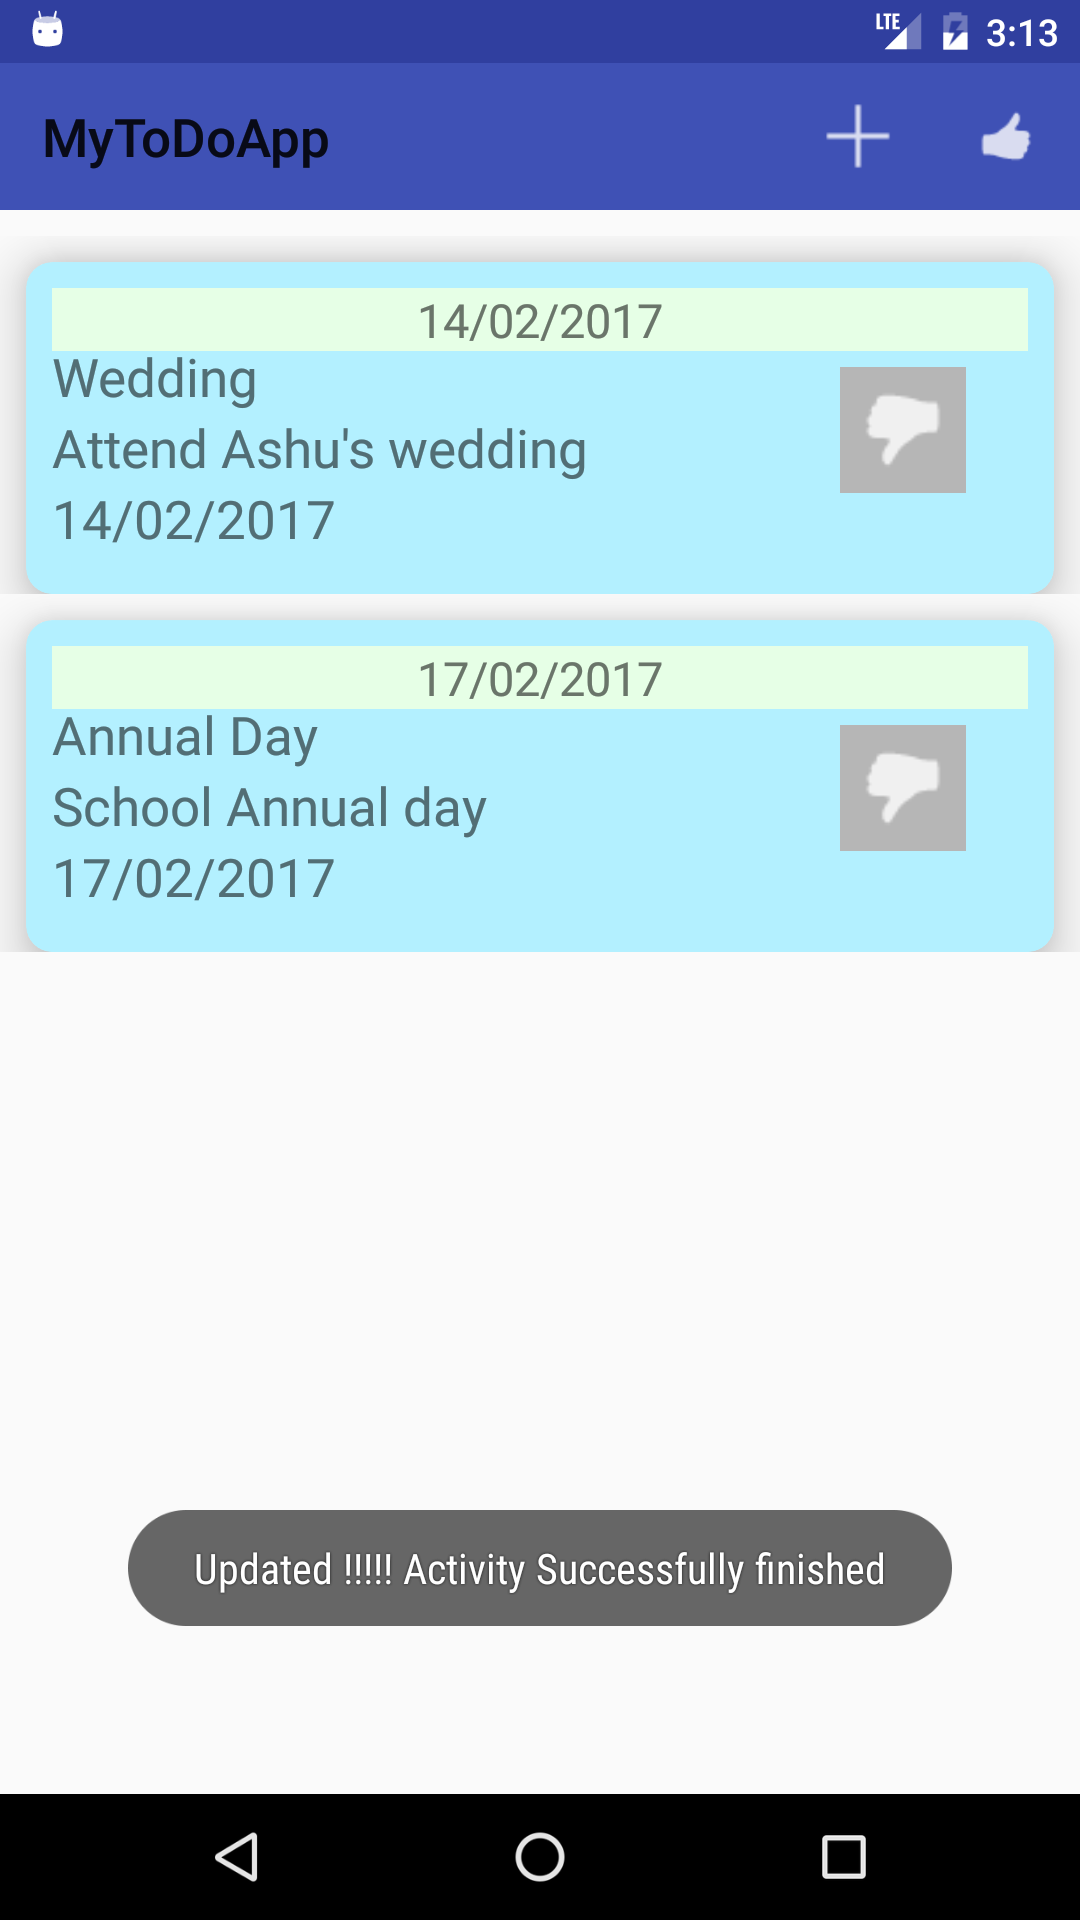 LTE 3:13
MyToDoApp
14/02/2017
Wedding
Attend Ashu's wedding
14/02/2017
17/02/2017
Annual Day
School Annual day
17/02/2017
Updated !!!!! Activity Successfully finished